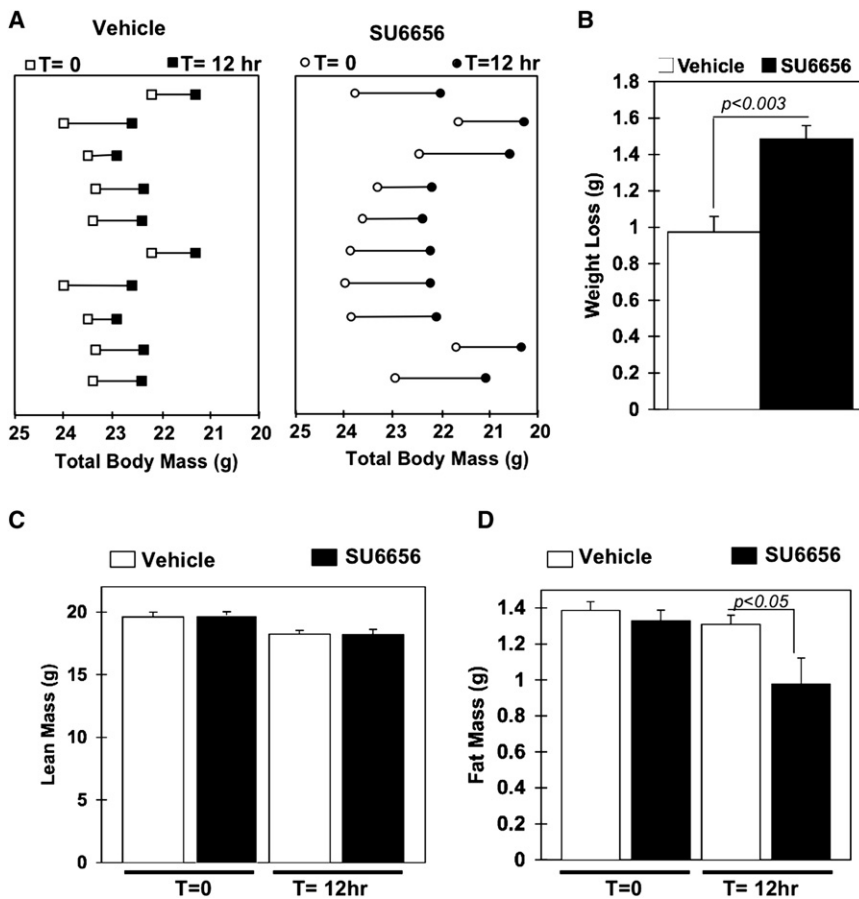 A
Vehicle
T= 0 T= 12 hr
25 24 23 22 21 20
Total Body Mass (g)
SU6656
T= 0 T=12 hr
25 24 23 22 21 20
Total Body Mass (g)
B
Vehicle SU6656
p<0.003
1.8
1.6
1.4
1.2
1
0.8
0.6
0.4
0.2
0
Weight Loss (g)
C
Vehicle SU6656
20
15
10
5
0
Lean Mass (g)
T=0 T= 12hr
D
Vehicle SU6656
p<0.05
1.4
1.2
1
0.8
0.6
0.4
0.2
0
Fat Mass (g)
T=0 T= 12hr